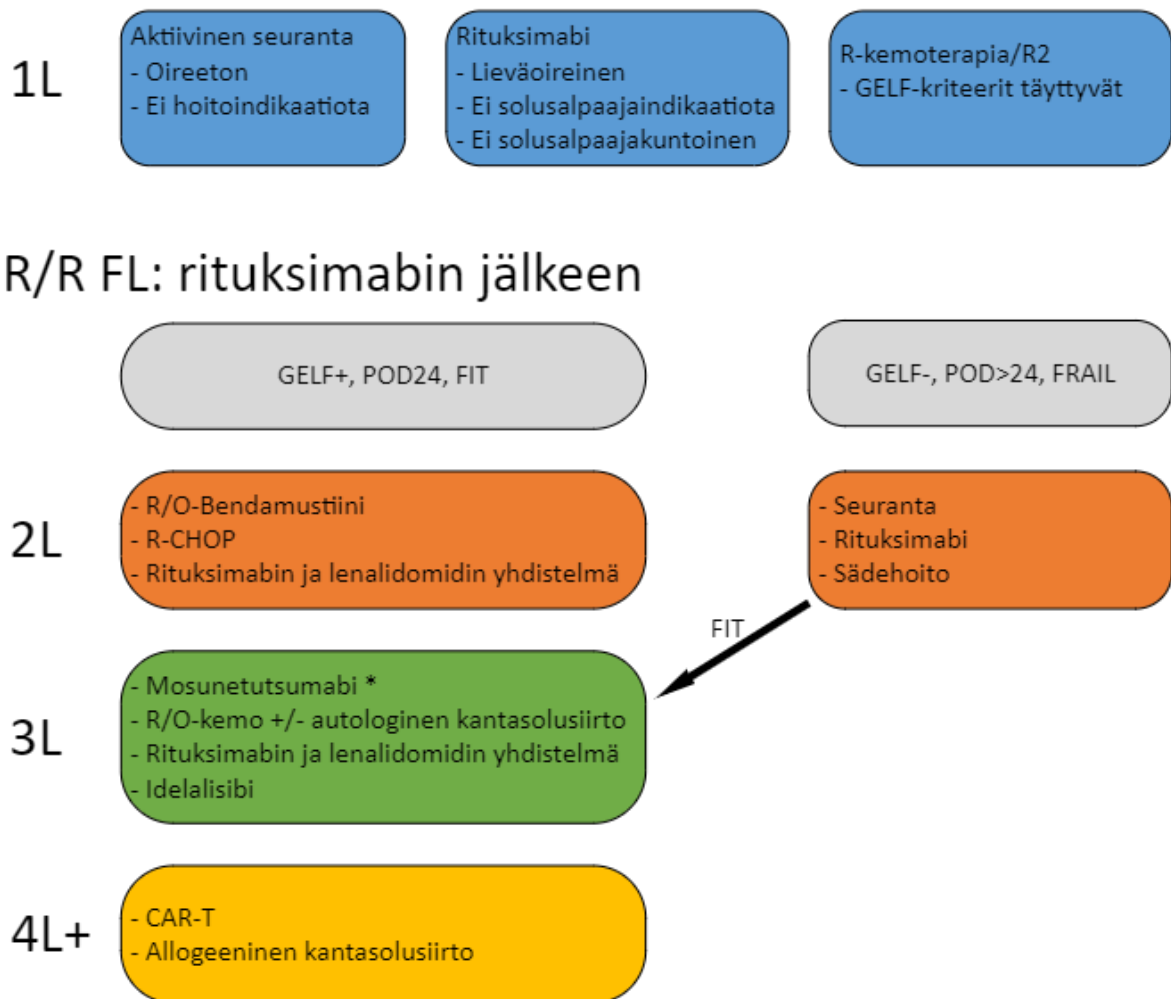 1L
Aktiivinen seuranta
- Oireeton
- Ei hoitoindikaatiota
Rituksimabi
- Lieväoireinen
- Ei solusalpaajaindikaatiota
- Ei solusalpaajakuntoinen
R-kemoterapia/R2
- GELF-kriteerit täyttyvät
R/R FL: rituksimabin jälkeen
GELF+, POD24, FIT
GELF-, POD>24, FRAIL
2L
- R/O-Bendamustiini
- R-CHOP
- Rituksimabin ja lenalidomidin yhdistelmä
- Seuranta
- Rituksimabi
- Sädehoito
FIT
3L
- Mosunetutsumabi *
- R/O-kemo +/- autologinen kantasolusiirto
- Rituksimabin ja lenalidomidin yhdistelmä
- Idelalisibi
4L+
- CAR-T
- Allogeeninen kantasolusiirto